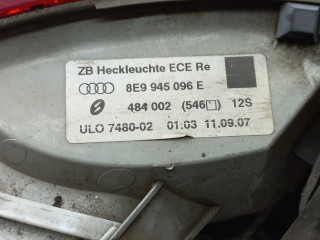 ZB Heckleuchte ECE Re
8E9 945 096 E
484 002 (546) 12S
ULO 7480-02 01:03 11.09.07